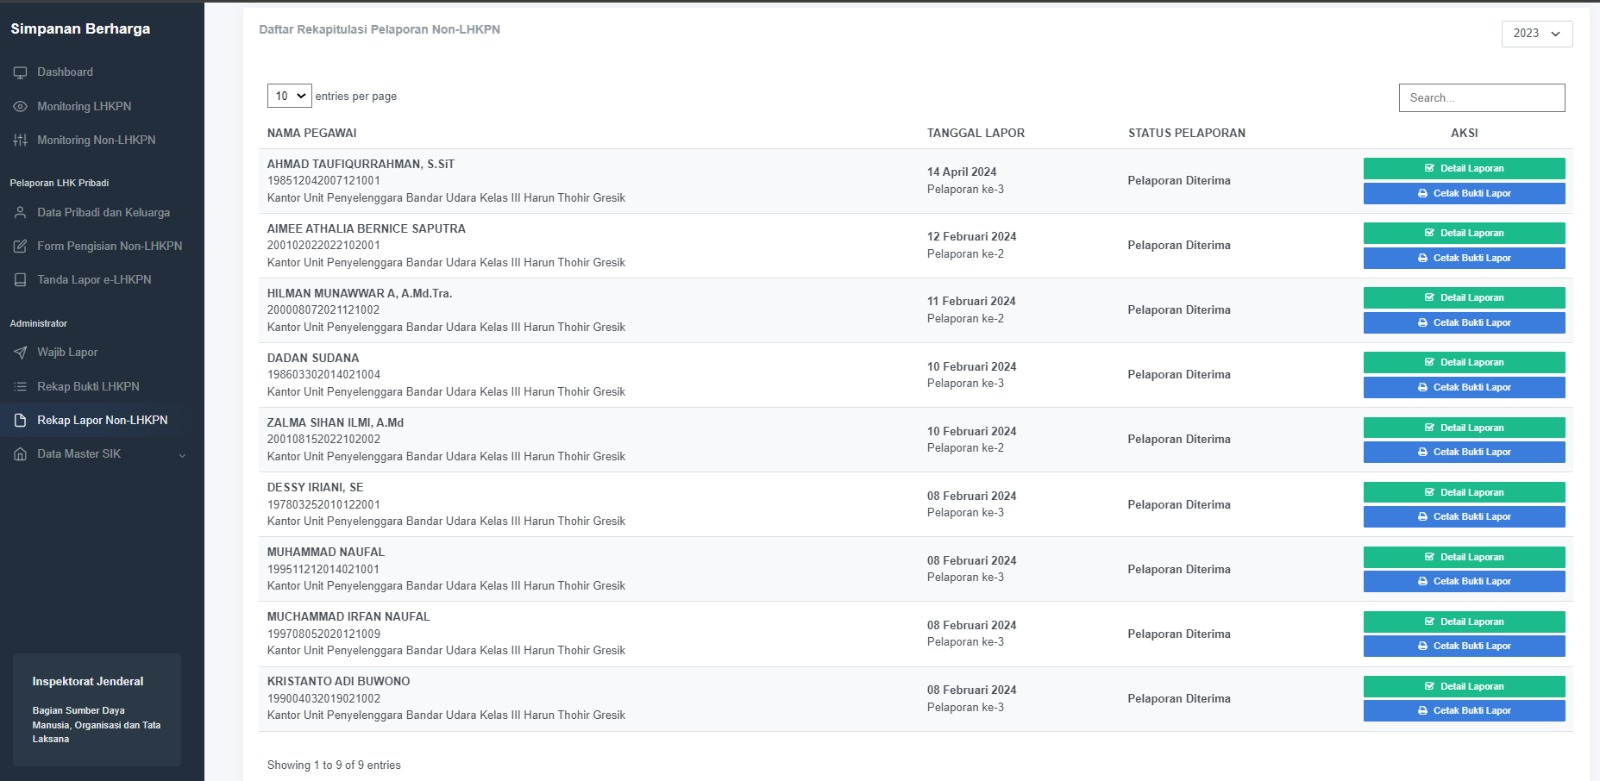 Simpanan Berharga
Dashboard
Monitoring LHKPN
Monitoring Non-LHKPN
Pelaporan LHK Pribadi
Data Pribadi dan Keluarga
Form Pengisian Non-LHKPN
Tanda Lapor e-LHKPN
Administrator
Wajib Lapor
Rekap Bukti LHKPN
Rekap Lapor Non-LHKPN
Data Master SIK
Inspektorat Jenderal
Bagian Sumber Daya
Manusia, Organisasi dan Tata
Laksana
Daftar Rekapitulasi Pelaporan Non-LHKPN
2023
10 entries per page
Search...
NAMA PEGAWAI TANGGAL LAPOR STATUS PELAPORAN AKSI
AHMAD TAUFIQURRAHMAN, S.SiT
198512042007121001
Kantor Unit Penyelenggara Bandar Udara Kelas III Harun Thohir Gresik
14 April 2024
Pelaporan ke-3
Pelaporan Diterima
Detail Laporan
Cetak Bukti Lapor
AIMEE ATHALIA BERNICE SAPUTRA
200102022022102001
Kantor Unit Penyelenggara Bandar Udara Kelas III Harun Thohir Gresik
12 Februari 2024
Pelaporan ke-2
Pelaporan Diterima
Detail Laporan
Cetak Bukti Lapor
HILMAN MUNAWWAR A, A.Md.Tra.
200008072021121002
Kantor Unit Penyelenggara Bandar Udara Kelas III Harun Thohir Gresik
11 Februari 2024
Pelaporan ke-2
Pelaporan Diterima
Detail Laporan
Cetak Bukti Lapor
DADAN SUDANA
198603302014021004
Kantor Unit Penyelenggara Bandar Udara Kelas III Harun Thohir Gresik
10 Februari 2024
Pelaporan ke-3
Pelaporan Diterima
Detail Laporan
Cetak Bukti Lapor
ZALMA SIHAN ILMI, A.Md
200108152022102002
Kantor Unit Penyelenggara Bandar Udara Kelas III Harun Thohir Gresik
10 Februari 2024
Pelaporan ke-2
Pelaporan Diterima
Detail Laporan
Cetak Bukti Lapor
DESSY IRIANI, SE
197803252010122001
Kantor Unit Penyelenggara Bandar Udara Kelas III Harun Thohir Gresik
08 Februari 2024
Pelaporan ke-3
Pelaporan Diterima
Detail Laporan
Cetak Bukti Lapor
MUHAMMAD NAUFAL
199511212014021001
Kantor Unit Penyelenggara Bandar Udara Kelas III Harun Thohir Gresik
08 Februari 2024
Pelaporan ke-3
Pelaporan Diterima
Detail Laporan
Cetak Bukti Lapor
MUCHAMMAD IRFAN NAUFAL
199708052020121009
Kantor Unit Penyelenggara Bandar Udara Kelas III Harun Thohir Gresik
08 Februari 2024
Pelaporan ke-3
Pelaporan Diterima
Detail Laporan
Cetak Bukti Lapor
KRISTANTO ADI BUWONO
199004032019021002
Kantor Unit Penyelenggara Bandar Udara Kelas III Harun Thohir Gresik
08 Februari 2024
Pelaporan ke-3
Pelaporan Diterima
Detail Laporan
Cetak Bukti Lapor
Showing 1 to 9 of 9 entries